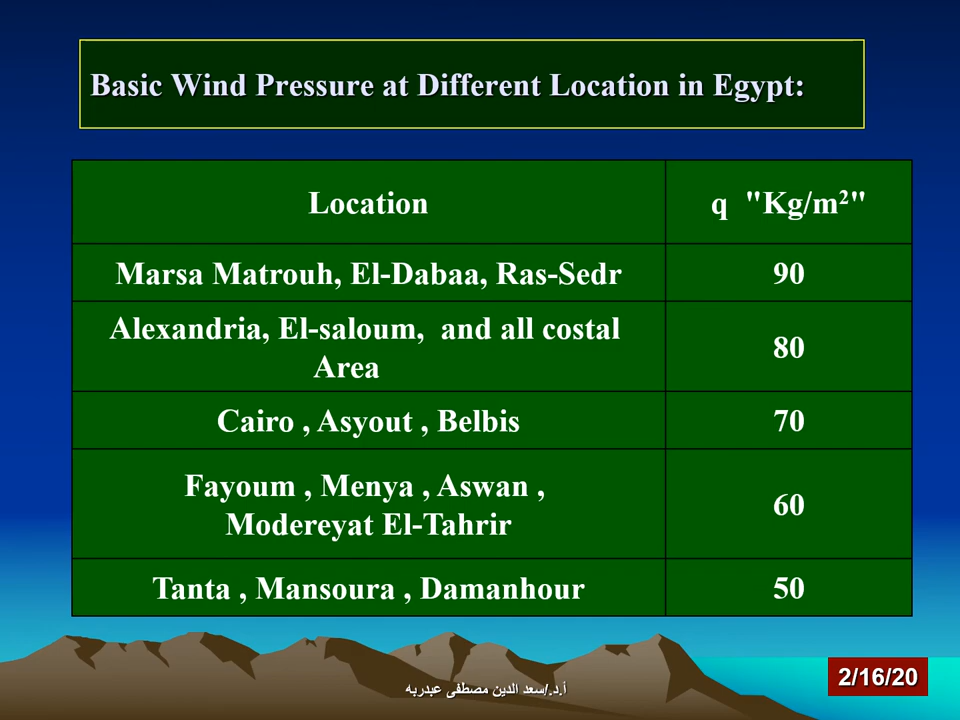 Basic Wind Pressure at Different Location in Egypt:
Location
q "Kg/m²"
Marsa Matrouh, El-Dabaa, Ras-Sedr
90
Alexandria, El-saloum, and all costal
Area
80
Cairo , Asyout , Belbis
70
Fayoum , Menya , Aswan ,
Modereyat El-Tahrir
60
Tanta , Mansoura , Damanhour
50
أ.د./سعد الدين مصطفى عبدربه
2/16/20